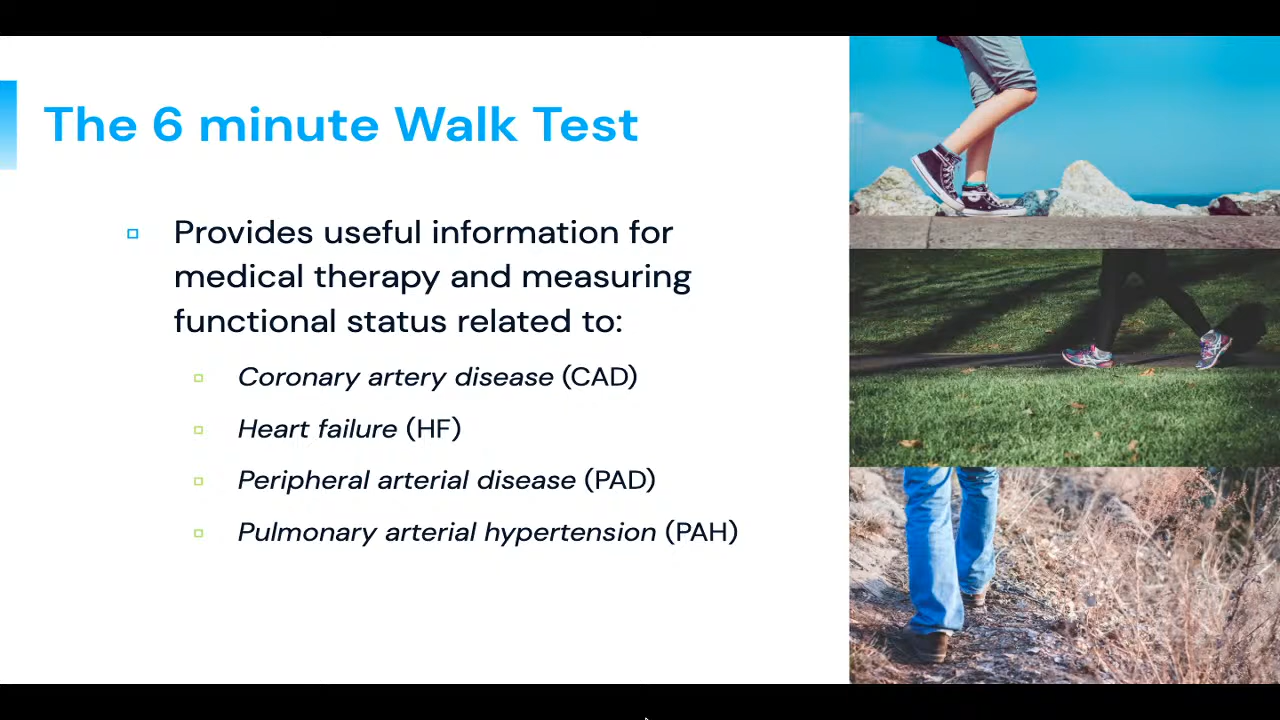 The 6 minute Walk Test
Provides useful information for
medical therapy and measuring
functional status related to:
Coronary artery disease (CAD)
Heart failure (HF)
Peripheral arterial disease (PAD)
Pulmonary arterial hypertension (PAH)